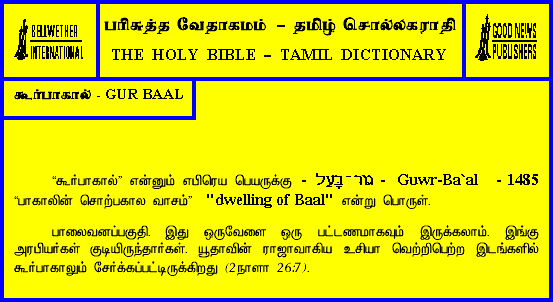 BELLWETHER
INTERNATIONAL
பரிசுத்த வேதாகமம் – தமிழ் சொல்லகராதி
THE HOLY BIBLE – TAMIL DICTIONARY
GOOD NEWS
PUBLISHERS
கூர்பாகால் - GUR BAAL
“கூர்பாகால்” என்னும் எபிரெய பெயருக்கு - גור־בּעל - Guwr-Ba`al - 1485
“பாகாலின் சொற்பகால வாசம்” "dwelling of Baal" என்று பொருள்.
பாலைவனப்பகுதி. இது ஒருவேளை ஒரு பட்டணமாகவும் இருக்கலாம். இங்கு
அரபியர்கள் குடியிருந்தார்கள். யூதாவின் ராஜாவாகிய உசியா வெற்றிபெற்ற இடங்களில்
கூர்பாகாலும் சேர்க்கப்பட்டிருக்கிறது (2நாளா 26:7).